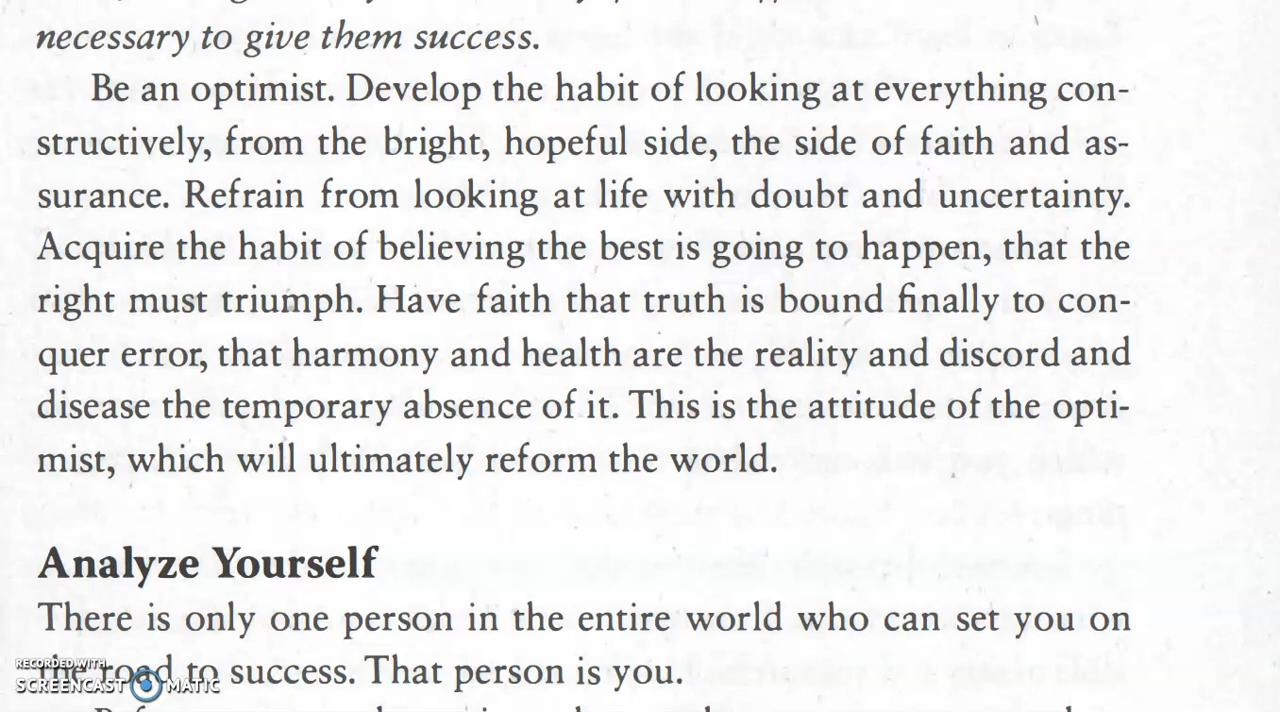 necessary to give them success.
Be an optimist. Develop the habit of looking at everything con-
structively, from the bright, hopeful side, the side of faith and as-
surance. Refrain from looking at life with doubt and uncertainty.
Acquire the habit of believing the best is going to happen, that the
right must triumph. Have faith that truth is bound finally to con-
quer error, that harmony and health are the reality and discord and
disease the temporary absence of it. This is the attitude of the opti-
mist, which will ultimately reform the world.
Analyze Yourself
There is only one person in the entire world who can set you on
the road to success. That person is you.
RECORDED WITH
SCREENCAST MATIC